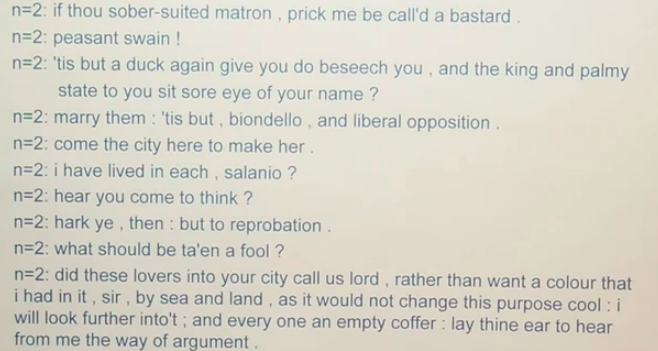 n=2: if thou sober-suited matron , prick me be call'd a bastard .
n=2: peasant swain !
n=2: 'tis but a duck again give you do beseech you , and the king and palmy
state to you sit sore eye of your name ?
n=2: marry them : 'tis but , biondello , and liberal opposition .
n=2: come the city here to make her .
n=2: i have lived in each , salanio ?
n=2: hear you come to think ?
n=2: hark ye , then : but to reprobation .
n=2: what should be ta'en a fool ?
n=2: did these lovers into your city call us lord , rather than want a colour that
i had in it , sir , by sea and land , as it would not change this purpose cool : i
will look further into't ; and every one an empty coffer : lay thine ear to hear
from me the way of argument .